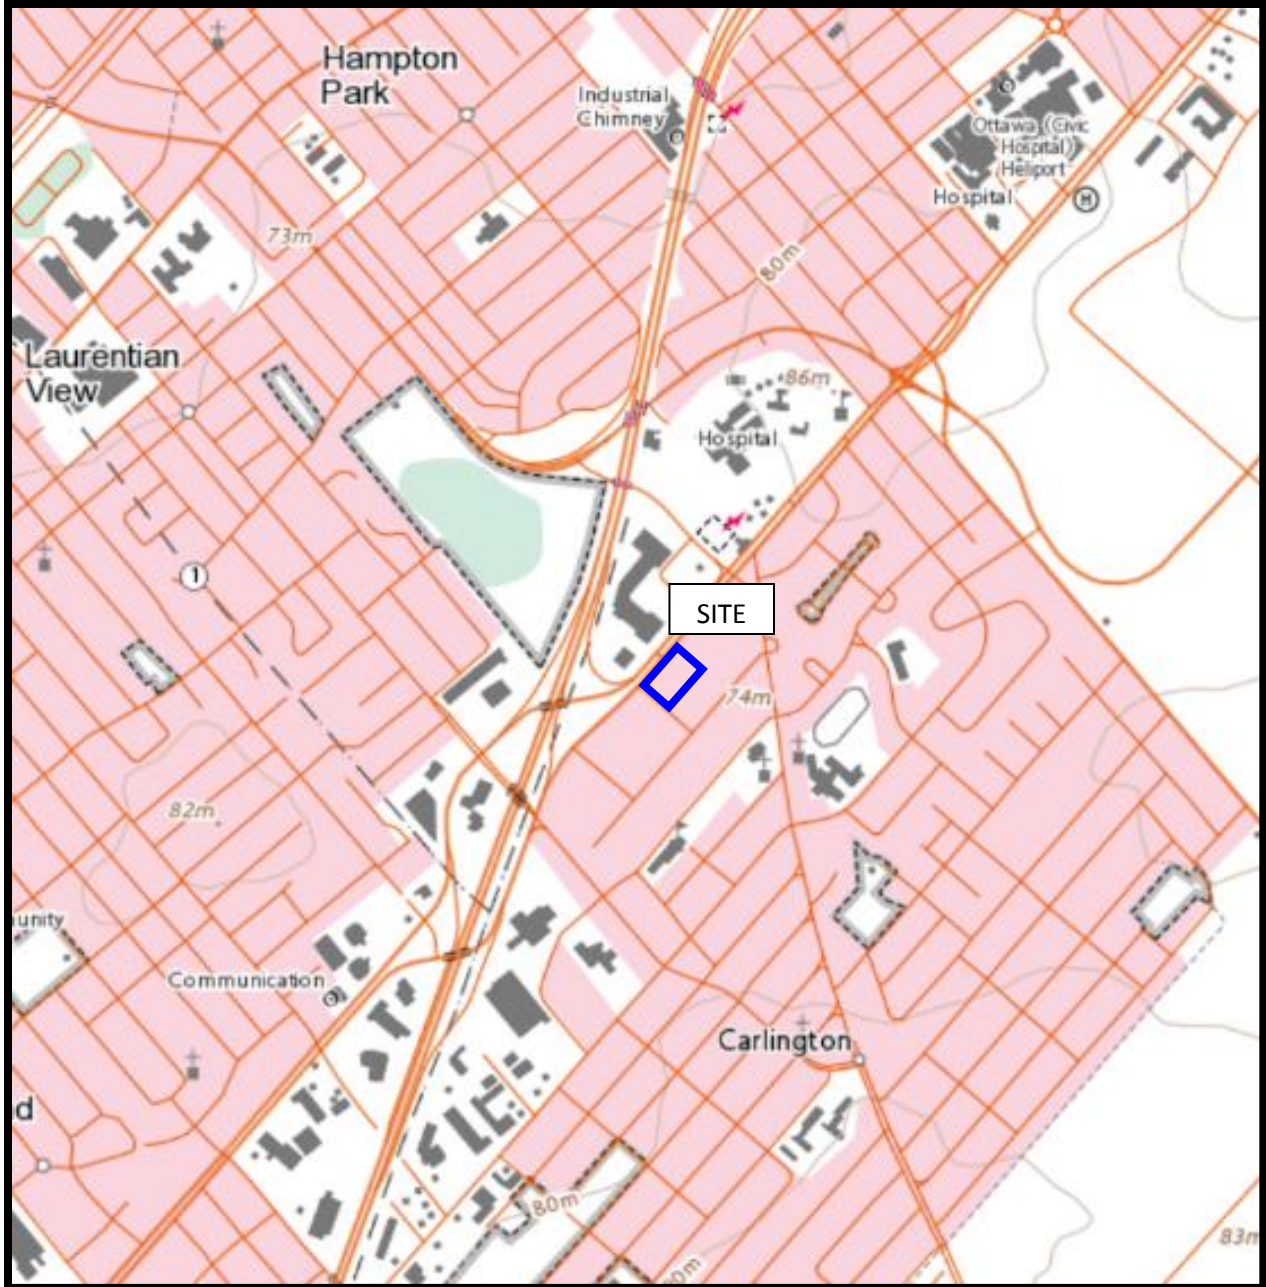 Hampton
Park
Industrial
Chimney
Ottawa (Civic
Hospital)
Heliport
Hospital
H
73m
80m
Laurentian
View
86m
Hospital
1
SITE
74m
82m
unity
Communication
Carlington
d
80m
83m
0m